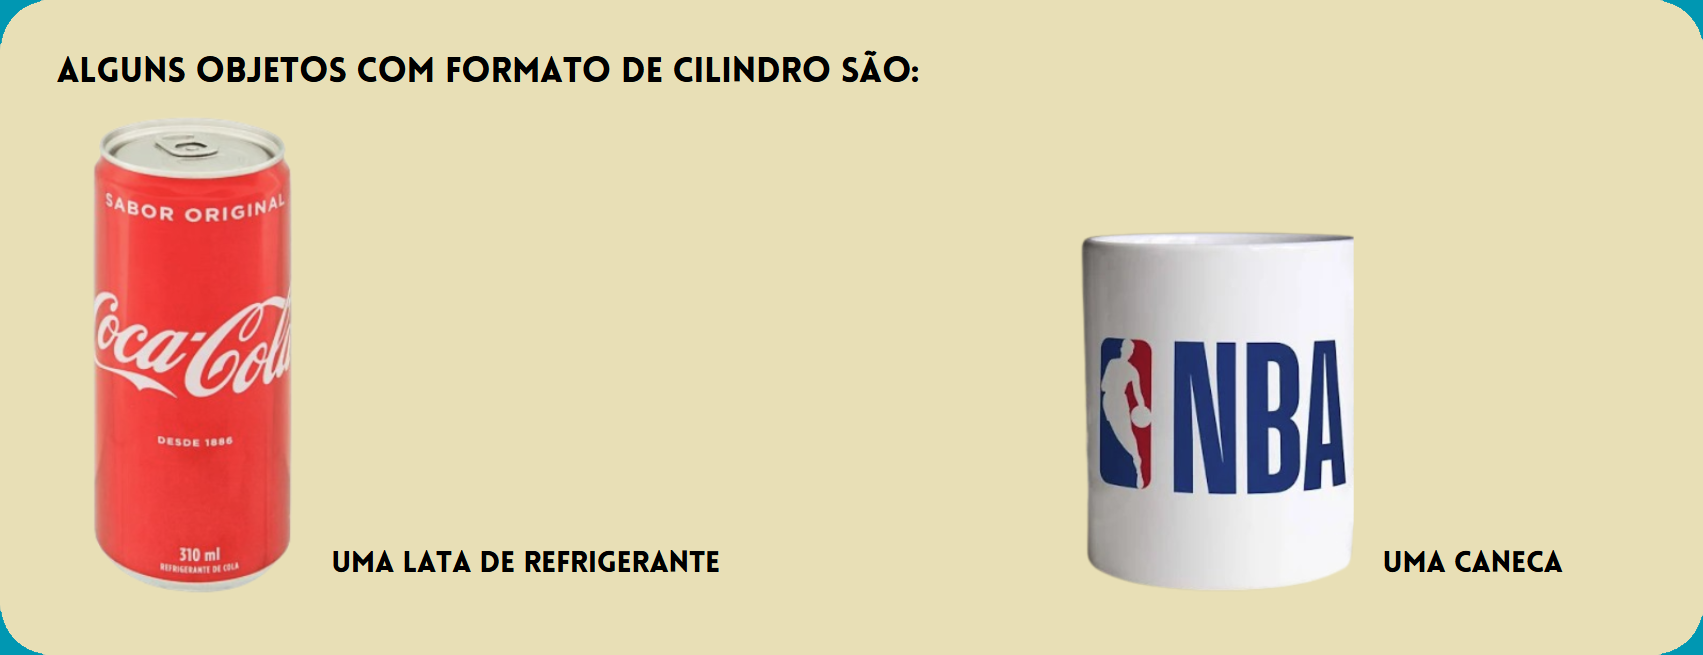 ALGUNS OBJETOS COM FORMATO DE CILINDRO SÃO:
SABOR ORIGINAL
Coca-Cola
DESDE 1886
310 ml
REFRIGERANTE DE COLA
UMA LATA DE REFRIGERANTE
NBA
UMA CANECA